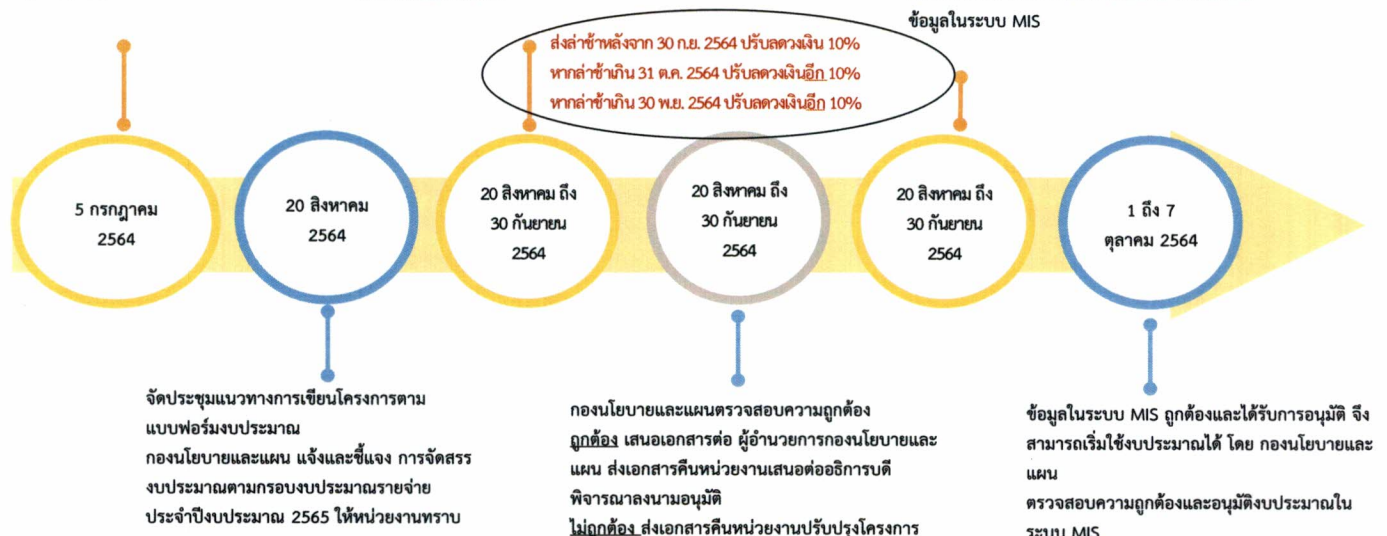 ข้อมูลในระบบ MIS
ส่งล่าช้าหลังจาก 30 ก.ย. 2564 ปรับลดวงเงิน 10%
หากล่าช้าเกิน 31 ต.ค. 2564 ปรับลดวงเงินอีก 10%
หากล่าช้าเกิน 30 พ.ย. 2564 ปรับลดวงเงินอีก 10%
5 กรกฎาคม
2564
20 สิงหาคม
2564
20 สิงหาคม ถึง
30 กันยายน
2564
20 สิงหาคม ถึง
30 กันยายน
2564
20 สิงหาคม ถึง
30 กันยายน
2564
1 ถึง 7
ตุลาคม 2564
จัดประชุมแนวทางการเขียนโครงการตาม
แบบฟอร์มงบประมาณ
กองนโยบายและแผน แจ้งและชี้แจง การจัดสรร
งบประมาณตามกรอบงบประมาณรายจ่าย
ประจำปีงบประมาณ 2565 ให้หน่วยงานทราบ
กองนโยบายและแผนตรวจสอบความถูกต้อง
ถูกต้อง เสนอเอกสารต่อ ผู้อำนวยการกองนโยบายและ
แผน ส่งเอกสารคืนหน่วยงานเสนอต่ออธิการบดี
พิจารณาลงนามอนุมัติ
ไม่ถูกต้อง ส่งเอกสารคืนหน่วยงานปรับปรุงโครงการ
ข้อมูลในระบบ MIS ถูกต้องและได้รับการอนุมัติ จึง
สามารถเริ่มใช้งบประมาณได้ โดย กองนโยบายและ
แผน
ตรวจสอบความถูกต้องและอนุมัติงบประมาณใน
ระบบ MIS